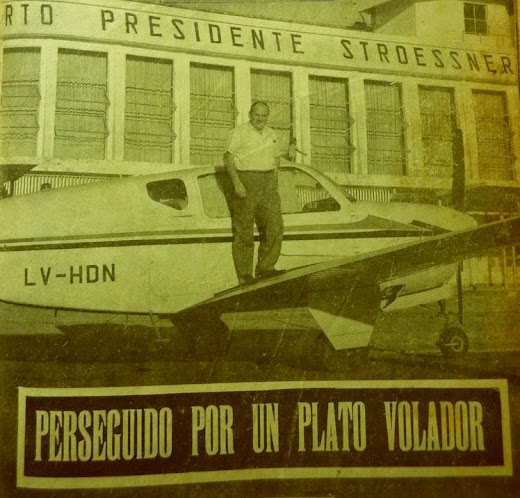 RTO PRESIDENTE STROESSNER
LV-HDN
PERSEGUIDO POR UN PLATO VOLADOR